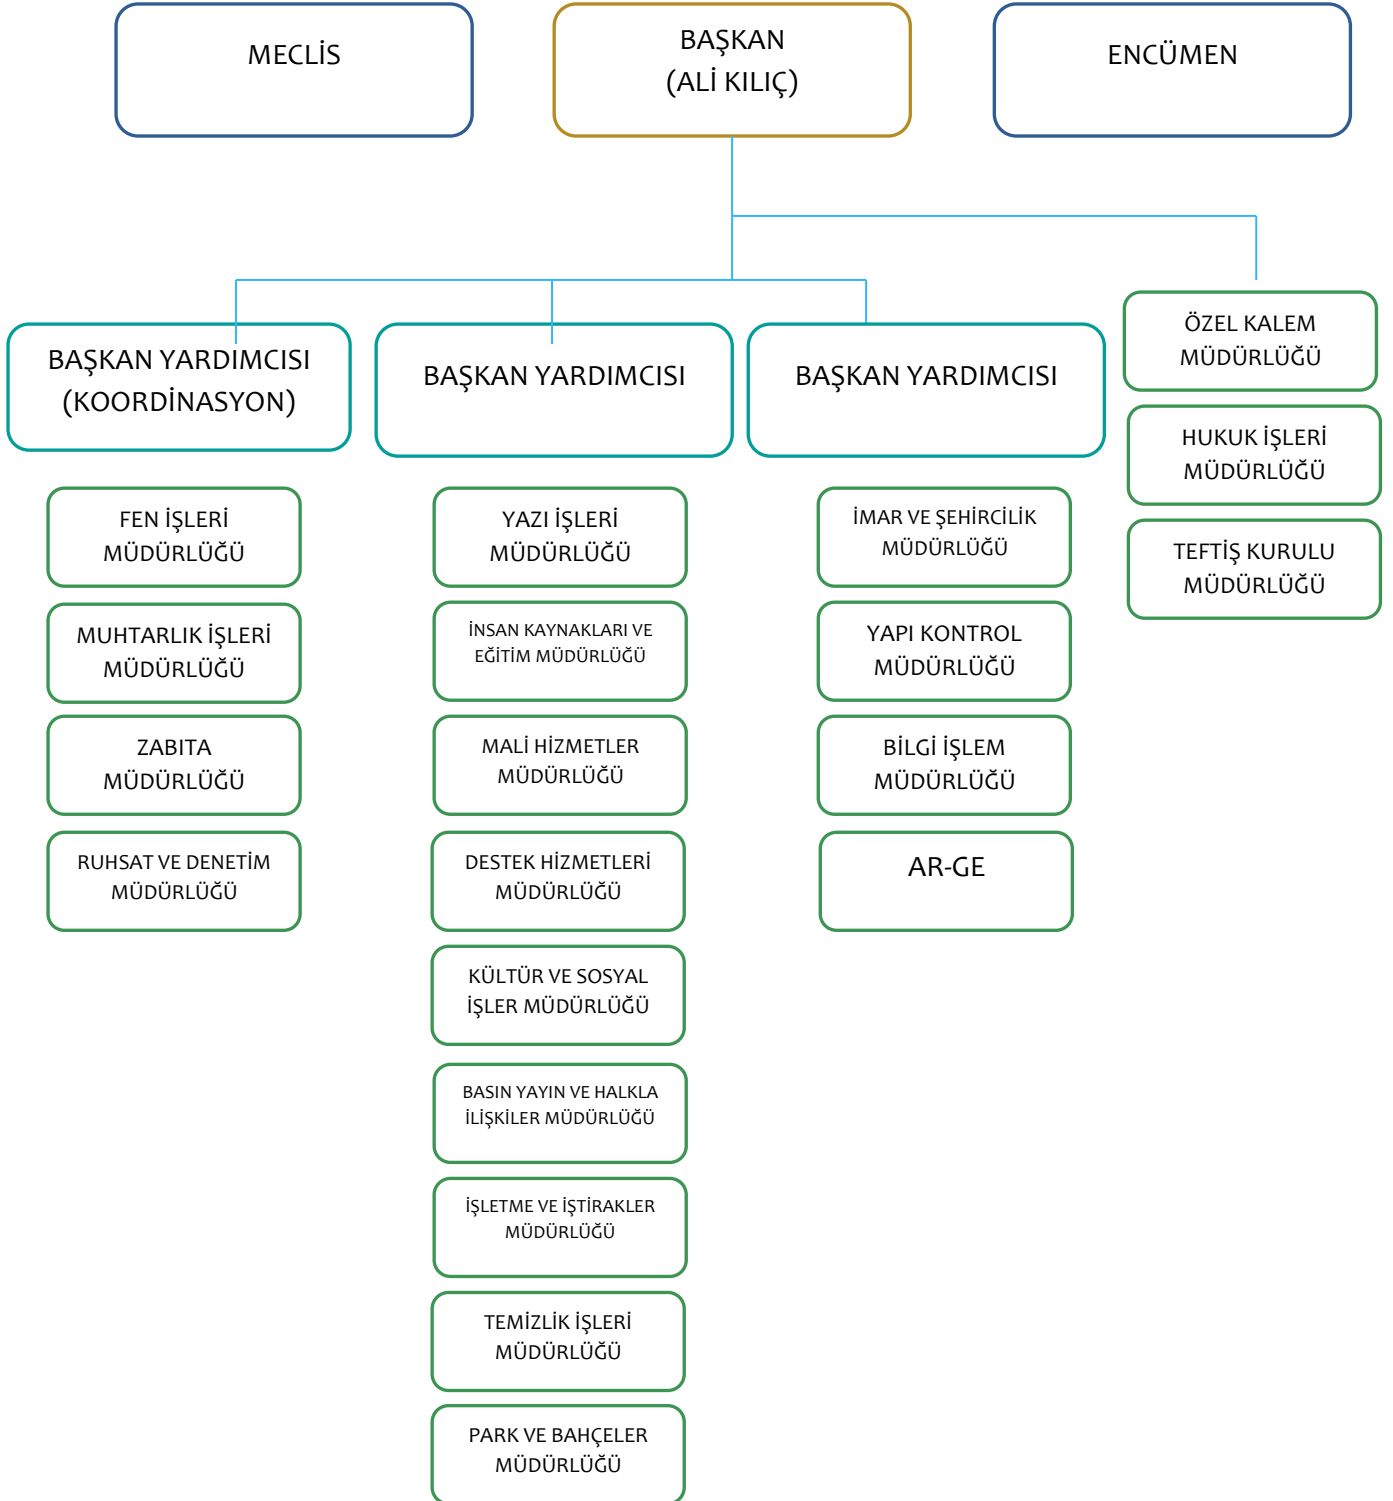 MECLİS
BAŞKAN
(ALİ KILIÇ)
ENCÜMEN
BAŞKAN YARDIMCISI
(KOORDİNASYON)
BAŞKAN YARDIMCISI
BAŞKAN YARDIMCISI
ÖZEL KALEM
MÜDÜRLÜĞÜ
HUKUK İŞLERİ
MÜDÜRLÜĞÜ
TEFTİŞ KURULU
MÜDÜRLÜĞÜ
FEN İŞLERİ
MÜDÜRLÜĞÜ
MUHTARLIK İŞLERİ
MÜDÜRLÜĞÜ
ZABITA
MÜDÜRLÜĞÜ
RUHSAT VE DENETİM
MÜDÜRLÜĞÜ
YAZI İŞLERİ
MÜDÜRLÜĞÜ
İNSAN KAYNAKLARI VE
EĞİTİM MÜDÜRLÜĞÜ
MALİ HİZMETLER
MÜDÜRLÜĞÜ
DESTEK HİZMETLERİ
MÜDÜRLÜĞÜ
KÜLTÜR VE SOSYAL
İŞLER MÜDÜRLÜĞÜ
BASIN YAYIN VE HALKLA
İLİŞKİLER MÜDÜRLÜĞÜ
İŞLETME VE İŞTİRAKLER
MÜDÜRLÜĞÜ
TEMİZLİK İŞLERİ
MÜDÜRLÜĞÜ
PARK VE BAHÇELER
MÜDÜRLÜĞÜ
İMAR VE ŞEHİRCİLİK
MÜDÜRLÜĞÜ
YAPI KONTROL
MÜDÜRLÜĞÜ
BİLGİ İŞLEM
MÜDÜRLÜĞÜ
AR-GE